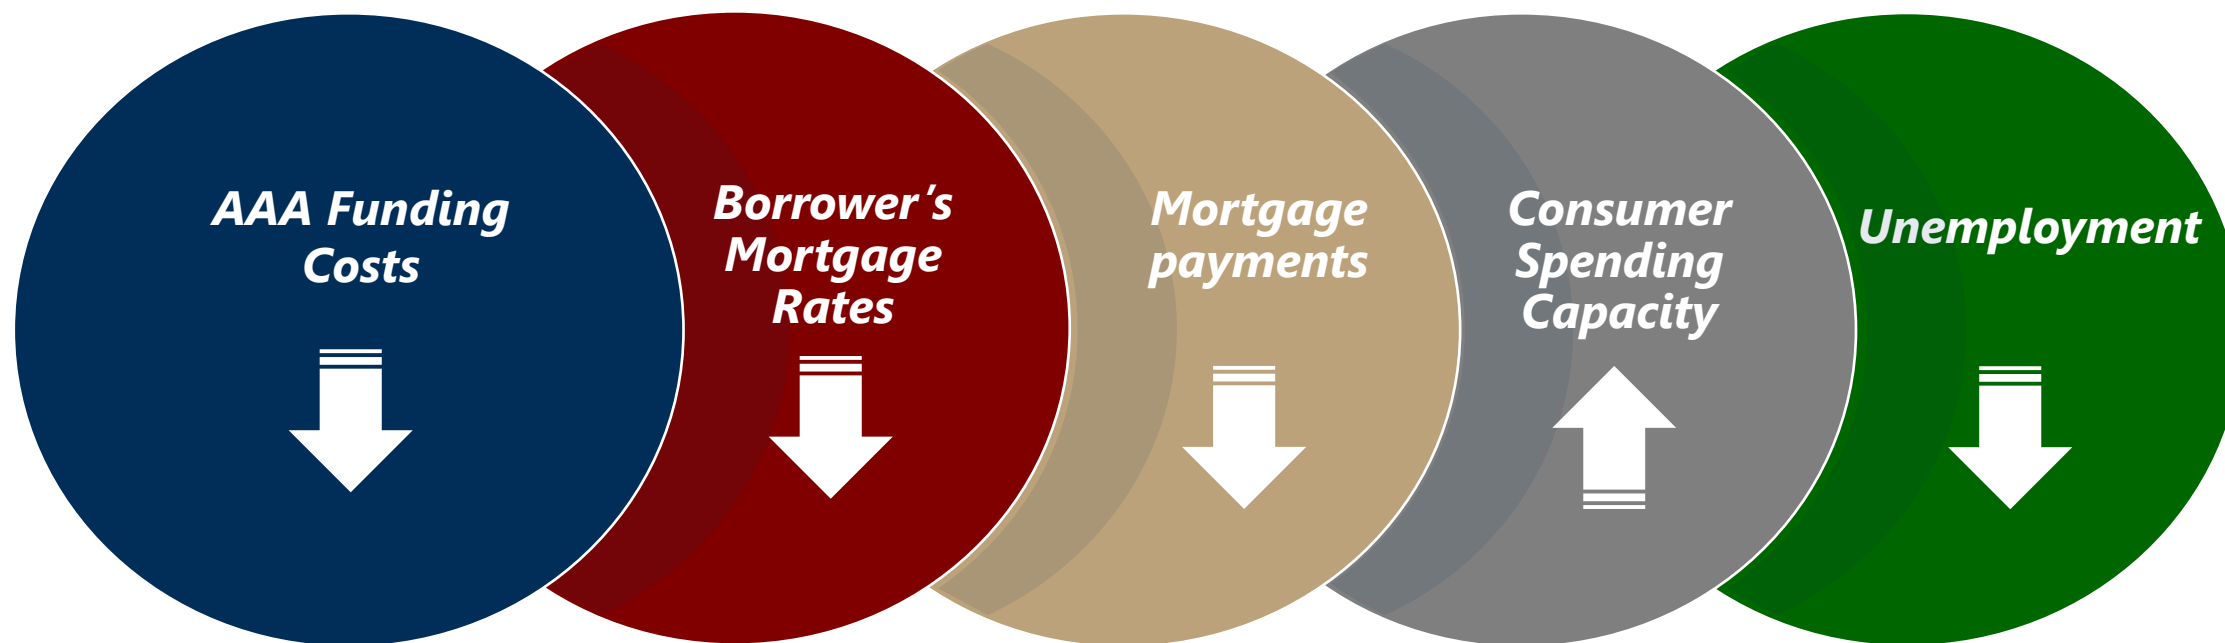 AAA Funding
Costs
Borrower’s
Mortgage
Rates
Mortgage
payments
Consumer
Spending
Capacity
Unemployment